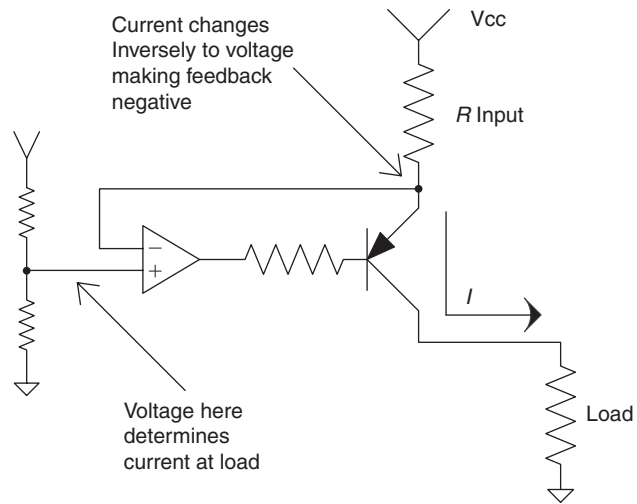 Current changes
Inversely to voltage
making feedback
negative
Vcc
R Input
−
+
I
Voltage here
determines
current at load
Load